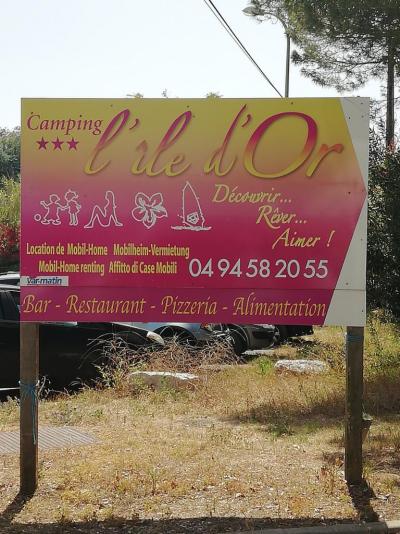 Camping
l'île d'Or
Découvrir...
Rêver...
Aimer !
Location de Mobil-Home Mobilheim-Vermietung
Mobil-Home renting Affitto di Case Mobili
04 94 58 20 55
Var-matin
Bar - Restaurant - Pizzeria - Alimentation